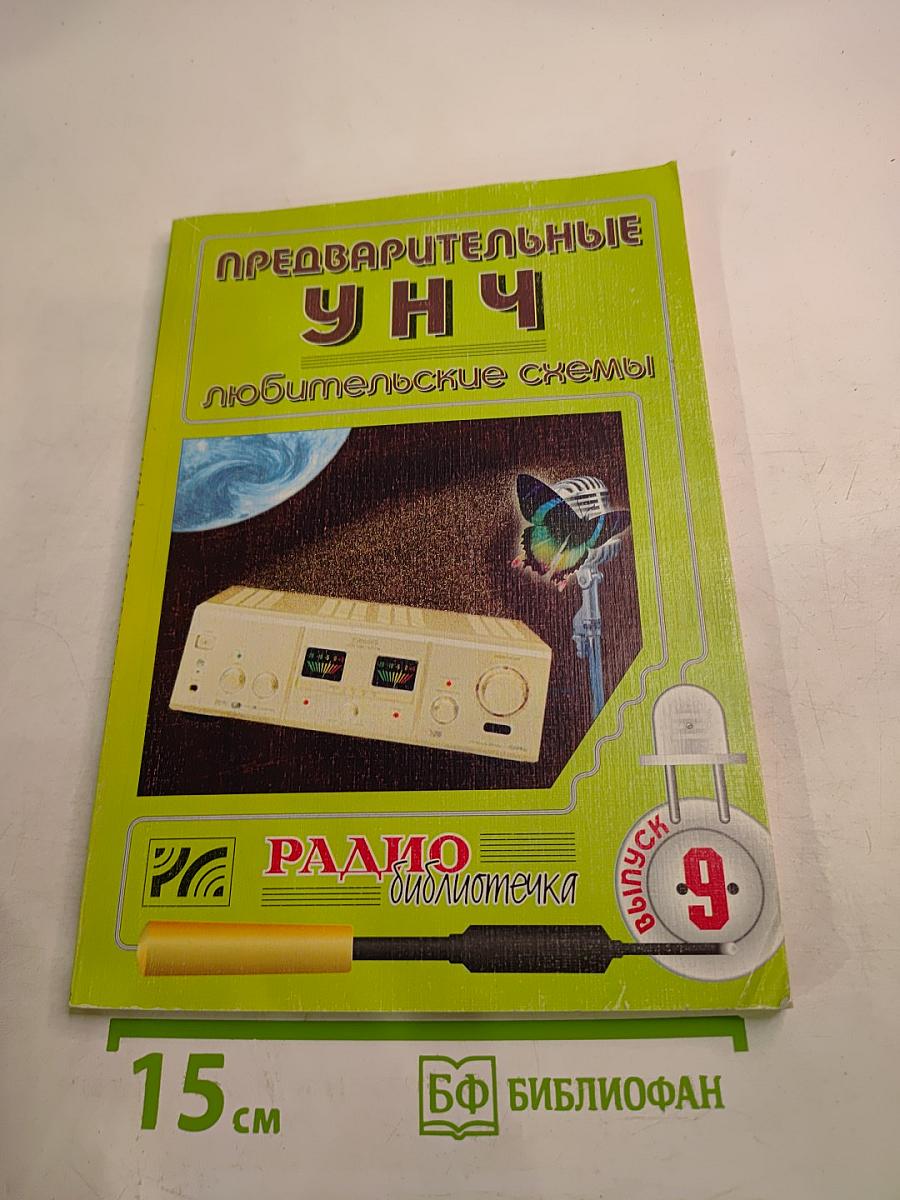 ПРЕДВАРИТЕЛЬНЫЕ
УНЧ
ЛЮБИТЕЛЬСКИЕ СХЕМЫ
РАДИО
библиотечка
ВЫПУСК
9
15 см
БФ БИБЛИОФАН